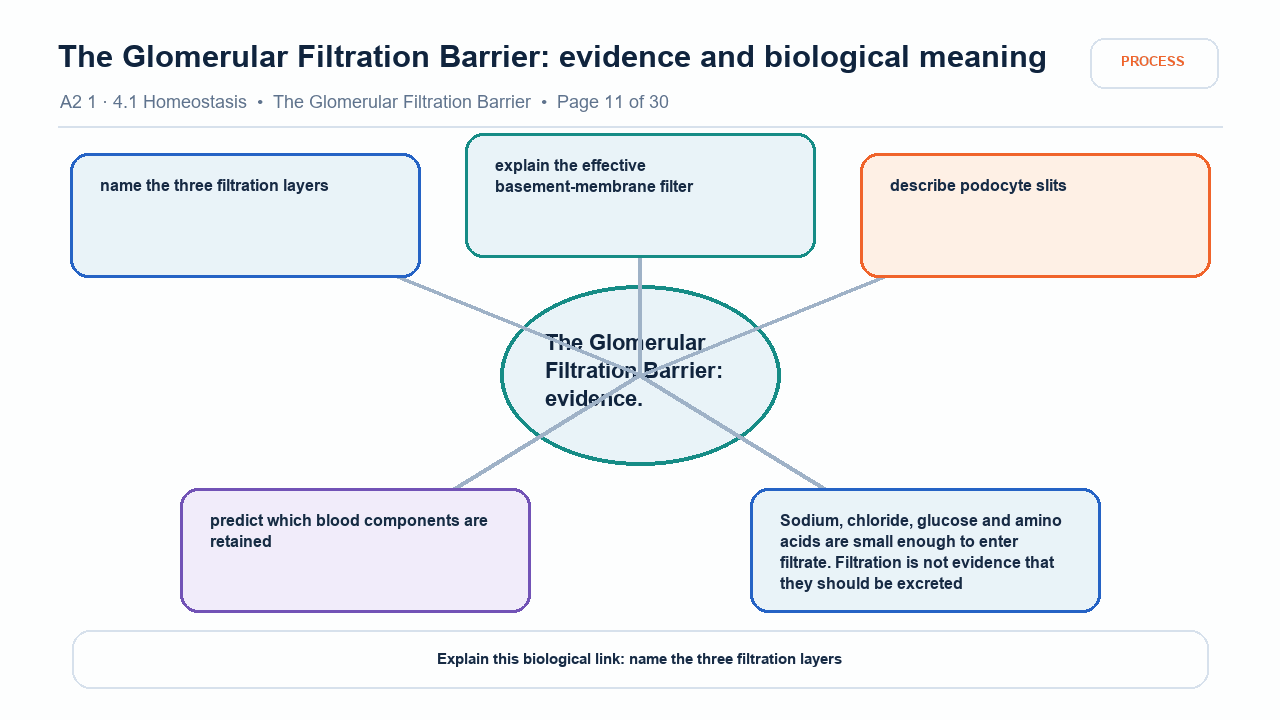 The Glomerular Filtration Barrier: evidence and biological meaning
PROCESS
A2 1 · 4.1 Homeostasis • The Glomerular Filtration Barrier • Page 11 of 30
name the three filtration layers
explain the effective
basement-membrane filter
describe podocyte slits
The Glomerular
Filtration Barrier:
evidence.
predict which blood components are
retained
Sodium, chloride, glucose and amino
acids are small enough to enter
filtrate. Filtration is not evidence that
they should be excreted
Explain this biological link: name the three filtration layers